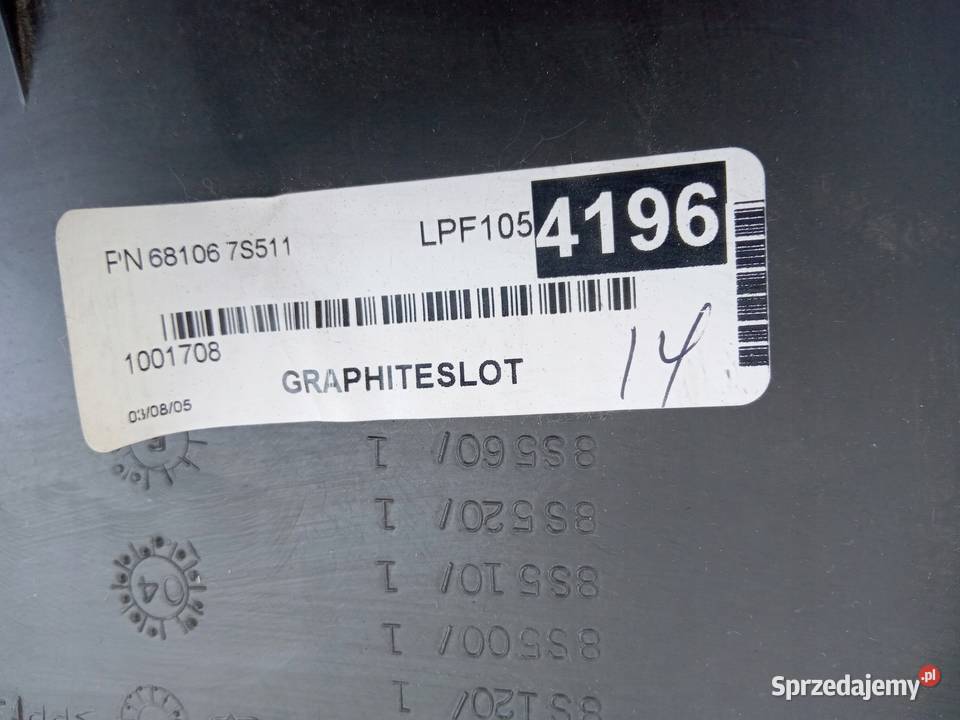 PN 68106 7S511
LPF105 4196
1001708
GRAPHITESLOT
14
03/08/05
8S560/ 1
8S520/ 1
8S510/ 1
8S500/ 1
8S120/ 1
04
Sprzedajemy.pl